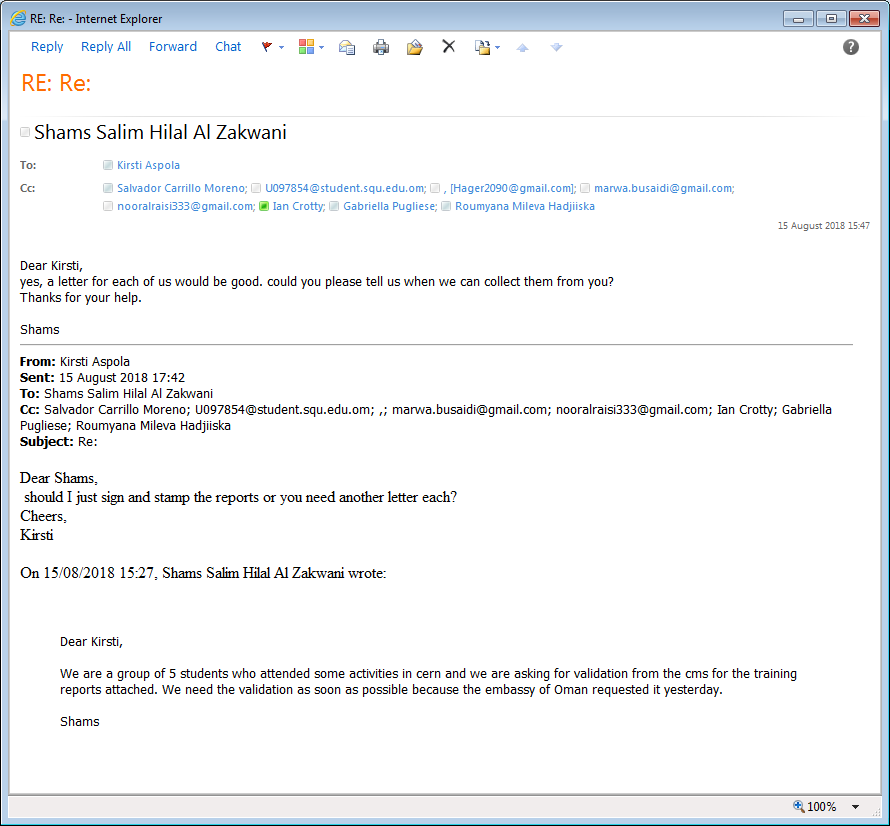 RE: Re: - Internet Explorer
Reply Reply All Forward Chat
RE: Re:
Shams Salim Hilal Al Zakwani
To: Kirsti Aspola
Cc: Salvador Carrillo Moreno; U097854@student.squ.edu.om; , [Hager2090@gmail.com]; marwa.busaidi@gmail.com;
nooralraisi333@gmail.com; Ian Crotty; Gabriella Pugliese; Roumyana Mileva Hadjiiska
15 August 2018 15:47
Dear Kirsti,
yes, a letter for each of us would be good. could you please tell us when we can collect them from you?
Thanks for your help.
Shams
From: Kirsti Aspola
Sent: 15 August 2018 17:42
To: Shams Salim Hilal Al Zakwani
Cc: Salvador Carrillo Moreno; U097854@student.squ.edu.om; ,; marwa.busaidi@gmail.com; nooralraisi333@gmail.com; Ian Crotty; Gabriella
Pugliese; Roumyana Mileva Hadjiiska
Subject: Re:
Dear Shams,
should I just sign and stamp the reports or you need another letter each?
Cheers,
Kirsti
On 15/08/2018 15:27, Shams Salim Hilal Al Zakwani wrote:
Dear Kirsti,
We are a group of 5 students who attended some activities in cern and we are asking for validation from the cms for the training
reports attached. We need the validation as soon as possible because the embassy of Oman requested it yesterday.
Shams
100%